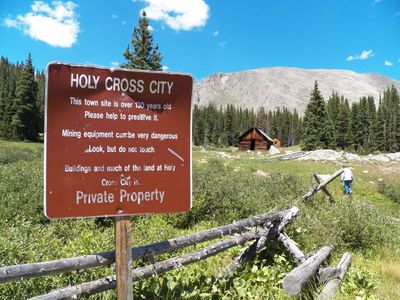 HOLY CROSS CITY
This town site is over 130 years old
Please help to preserve it.
Mining equipment can be very dangerous
Look, but do not touch.
Buildings and much of the land at Holy
Cross City is..
Private Property